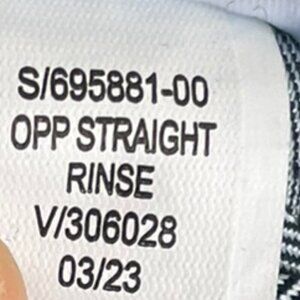 S/695881-00
OPP STRAIGHT
RINSE
V/306028
03/23